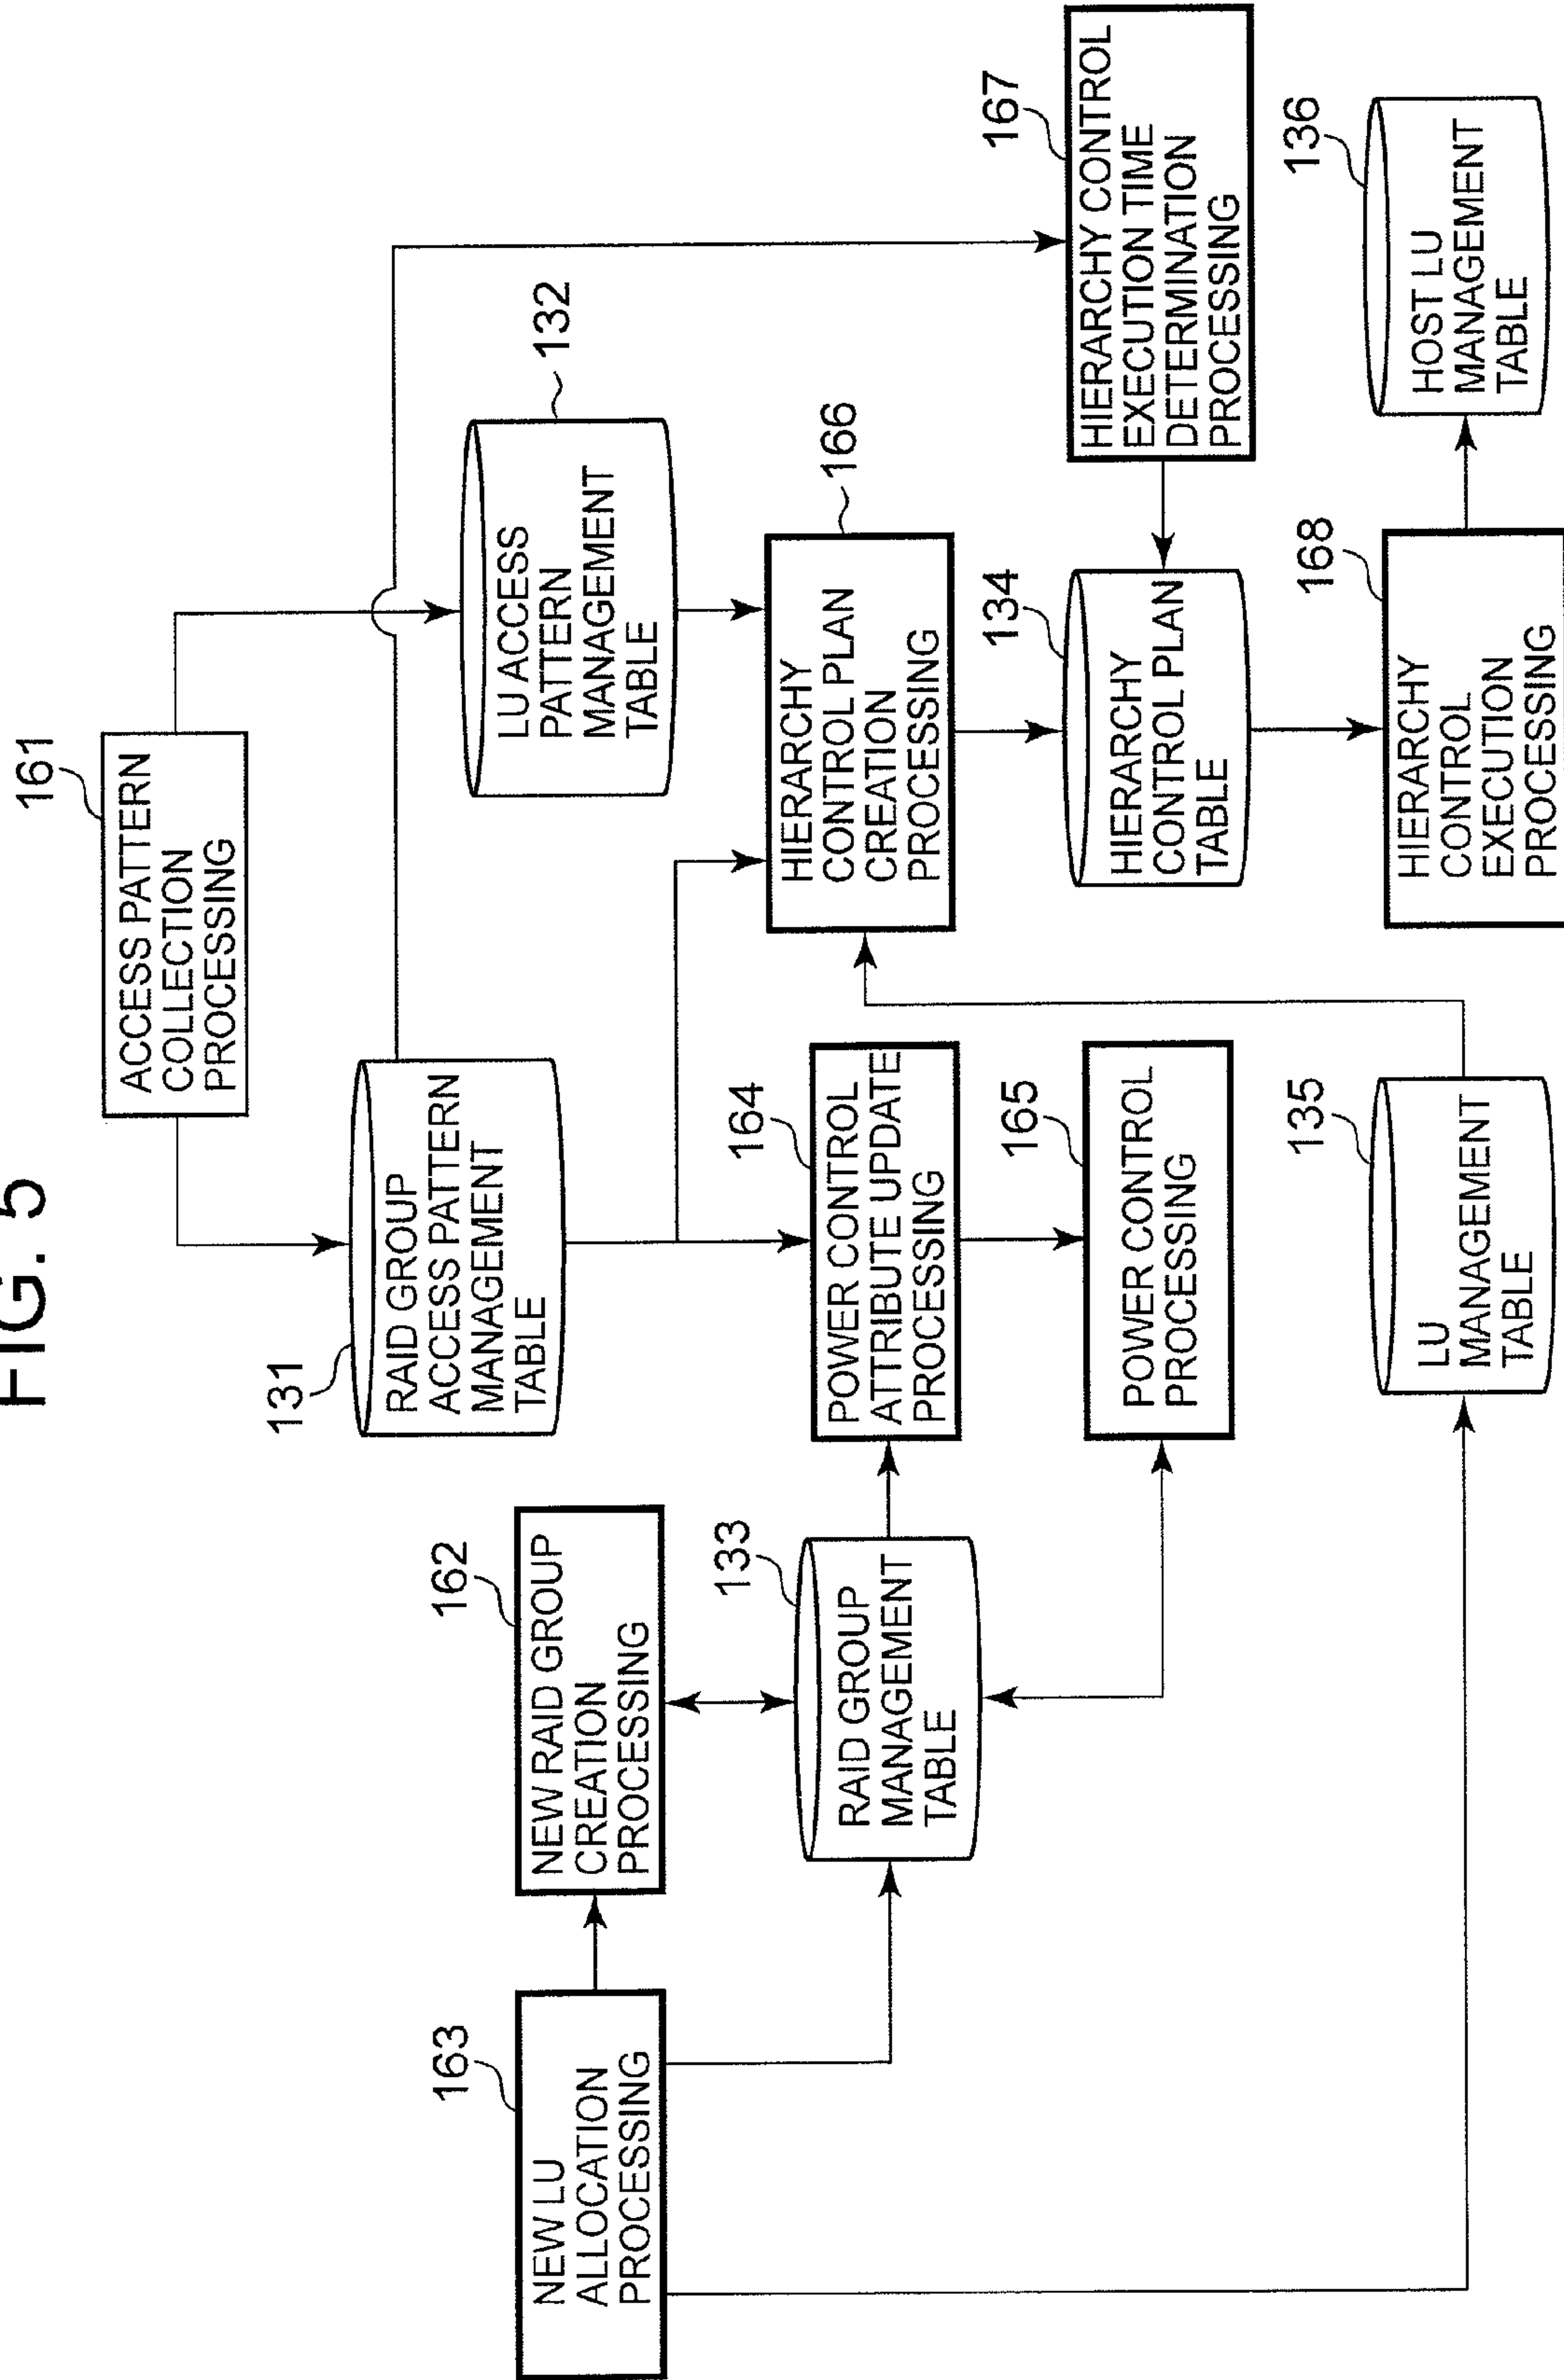 FIG. 5
161
ACCESS PATTERN
COLLECTION
PROCESSING
131
RAID GROUP
ACCESS PATTERN
MANAGEMENT
TABLE
132
LU ACCESS
PATTERN
MANAGEMENT
TABLE
163
NEW LU
ALLOCATION
PROCESSING
162
NEW RAID GROUP
CREATION
PROCESSING
133
RAID GROUP
MANAGEMENT
TABLE
164
POWER CONTROL
ATTRIBUTE UPDATE
PROCESSING
166
HIERARCHY
CONTROL PLAN
CREATION
PROCESSING
165
POWER CONTROL
PROCESSING
134
HIERARCHY
CONTROL PLAN
TABLE
167
HIERARCHY CONTROL
EXECUTION TIME
DETERMINATION
PROCESSING
135
LU
MANAGEMENT
TABLE
168
HIERARCHY
CONTROL
EXECUTION
PROCESSING
136
HOST LU
MANAGEMENT
TABLE